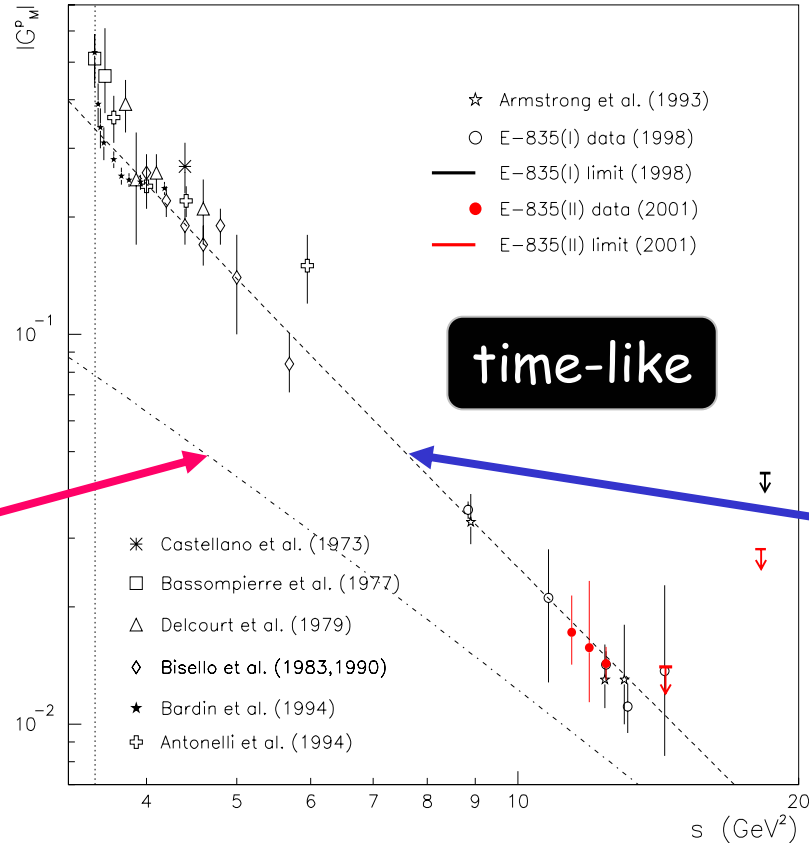 |G^p_M|
Armstrong et al. (1993)
E-835(I) data (1998)
E-835(I) limit (1998)
E-835(II) data (2001)
E-835(II) limit (2001)
10^-1
time-like
Castellano et al. (1973)
Bassompierre et al. (1977)
Delcourt et al. (1979)
Bisello et al. (1983,1990)
Bardin et al. (1994)
Antonelli et al. (1994)
10^-2
4 5 6 7 8 9 10 20
s (GeV²)